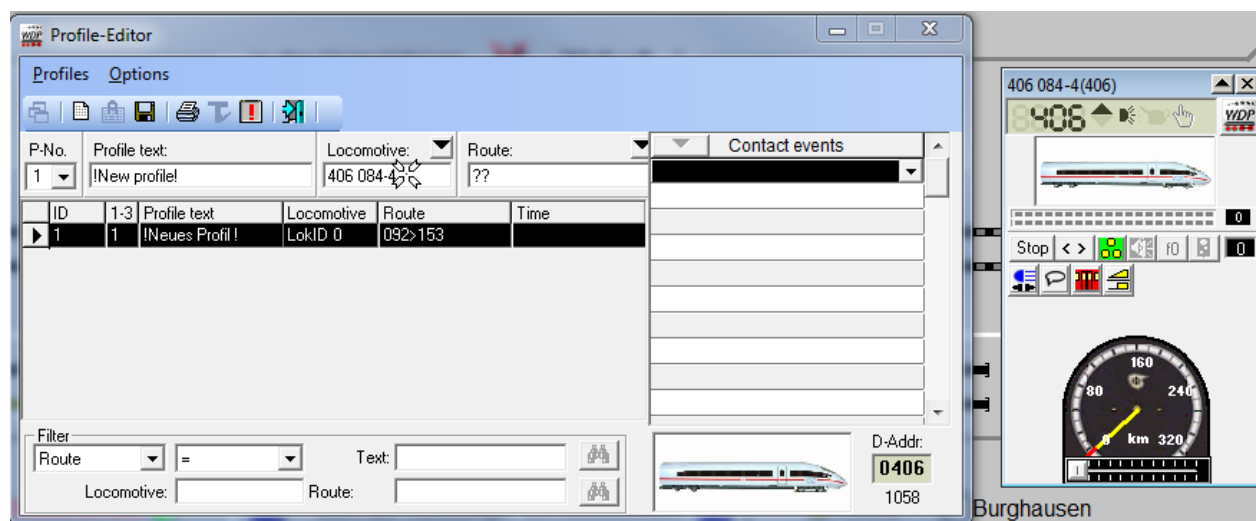 Profile-Editor
Profiles Options
P-No. Profile text: Locomotive: Route: Contact events
1 !New profile! 406 084-4 ??
ID 1-3 Profile text Locomotive Route Time
1 1 !Neues Profil ! LokID 0 092>153
Filter
Route = Text:
Locomotive: Route:
D-Addr:
0406
1058
406 084-4(406)
406
WDP
0
Stop < > f0 0
160
80 240
0 km 320
Burghausen